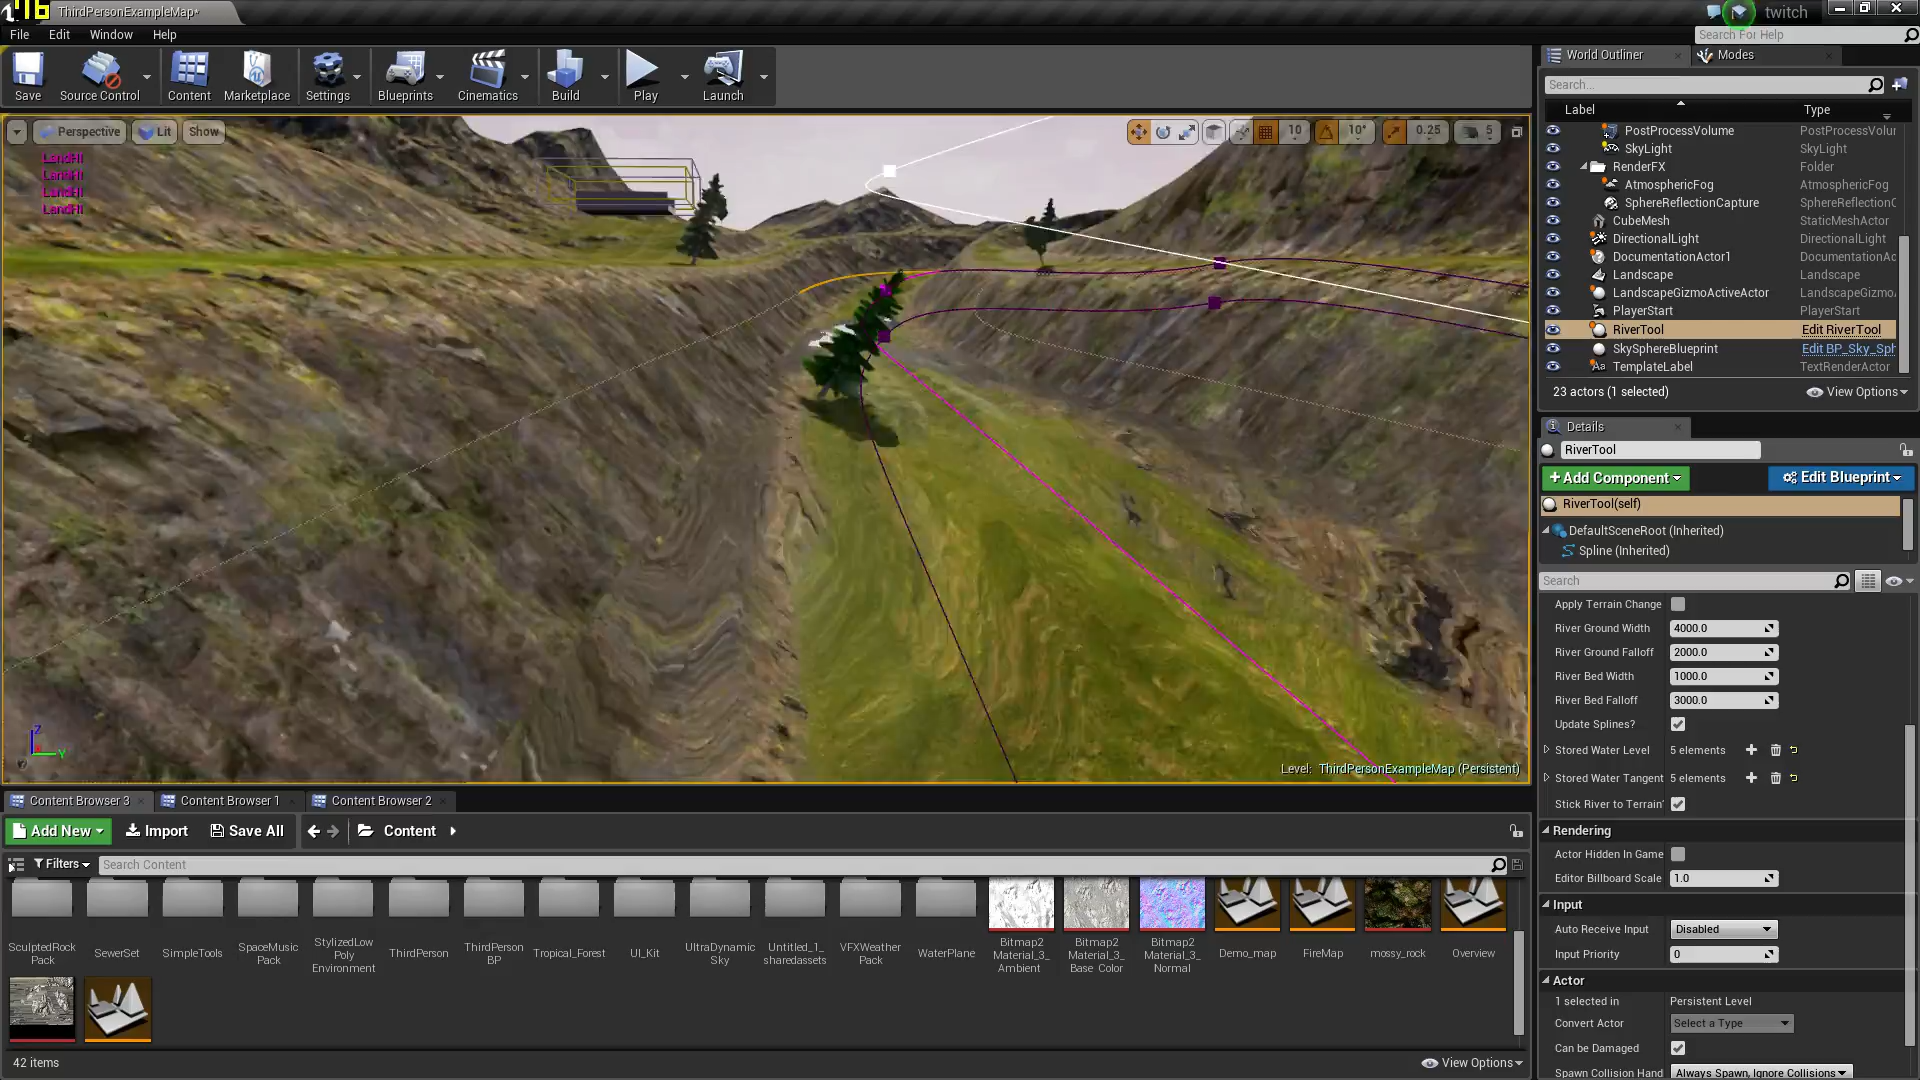 ThirdPersonExampleMap*
twitch
File Edit Window Help
Search For Help
Save
Source Control
Content
Marketplace
Settings
Blueprints
Cinematics
Build
Play
Launch
Perspective
Lit
Show
10
10°
0.25
5
LandHI
LandHI
LandHI
LandHI
Level: ThirdPersonExampleMap (Persistent)
World Outliner
Modes
Search...
Label Type
PostProcessVolume PostProcessVolur
SkyLight SkyLight
RenderFX Folder
AtmosphericFog AtmosphericFog
SphereReflectionCapture SphereReflectionC
CubeMesh StaticMeshActor
DirectionalLight DirectionalLight
DocumentationActor1 DocumentationAc
Landscape Landscape
LandscapeGizmoActiveActor LandscapeGizmo
PlayerStart PlayerStart
RiverTool Edit RiverTool
SkySphereBlueprint Edit BP_Sky_Sph
TemplateLabel TextRenderActor
23 actors (1 selected) View Options
Details
RiverTool
+ Add Component
Edit Blueprint
RiverTool(self)
DefaultSceneRoot (Inherited)
Spline (Inherited)
Search
Apply Terrain Change
River Ground Width 4000.0
River Ground Falloff 2000.0
River Bed Width 1000.0
River Bed Falloff 3000.0
Update Splines?
Stored Water Level 5 elements
Stored Water Tangent 5 elements
Stick River to Terrain
Rendering
Actor Hidden In Game
Editor Billboard Scale 1.0
Input
Auto Receive Input Disabled
Input Priority 0
Actor
1 selected in Persistent Level
Convert Actor Select a Type
Can be Damaged
Spawn Collision Hand Always Spawn, Ignore Collisions
Content Browser 3
Content Browser 1
Content Browser 2
Add New
Import
Save All
Content
Filters
Search Content
SculptedRock
Pack
SewerSet
SimpleTools
SpaceMusic
Pack
StylizedLow
Poly
Environment
ThirdPerson
ThirdPerson
BP
Tropical_Forest
UI_Kit
UltraDynamic
Sky
Untitled_1_
sharedassets
VFXWeather
Pack
WaterPlane
Bitmap2
Material_3_
Ambient
Bitmap2
Material_3_
Base Color
Bitmap2
Material_3_
Normal
Demo_map
FireMap
mossy_rock
Overview
42 items
View Options